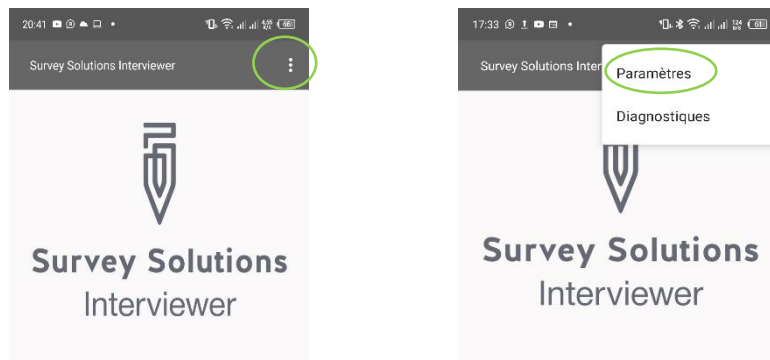 20:41
Survey Solutions Interviewer
Survey Solutions
Interviewer
17:33
Survey Solutions Inter
Paramètres
Diagnostiques
Survey Solutions
Interviewer